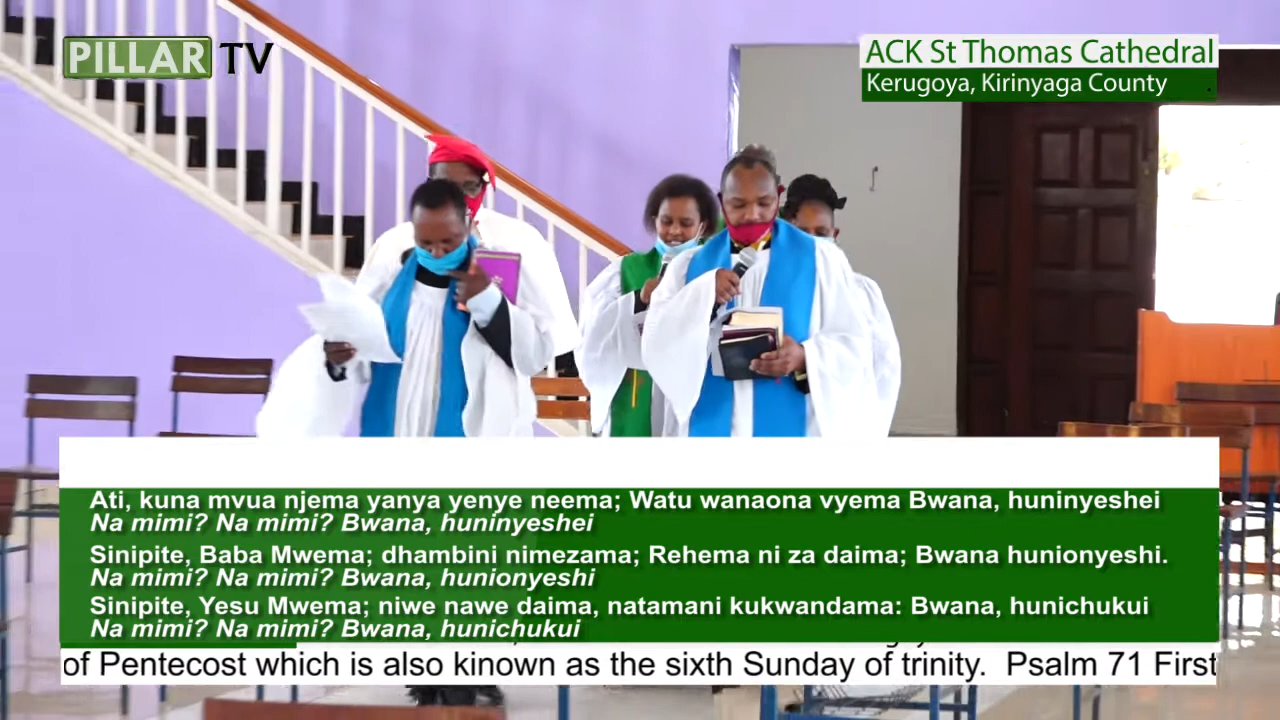 PILLAR TV
ACK St Thomas Cathedral
Kerugoya, Kirinyaga County
Ati, kuna mvua njema yanya yenye neema; Watu wanaona vyema Bwana, huninyeshei
Na mimi? Na mimi? Bwana, huninyeshei
Sinipite, Baba Mwema; dhambini nimezama; Rehema ni za daima; Bwana hunionyeshi.
Na mimi? Na mimi? Bwana, hunionyeshi
Sinipite, Yesu Mwema; niwe nawe daima, natamani kukwandama: Bwana, hunichukui
Na mimi? Na mimi? Bwana, hunichukui
of Pentecost which is also kinown as the sixth Sunday of trinity. Psalm 71 First